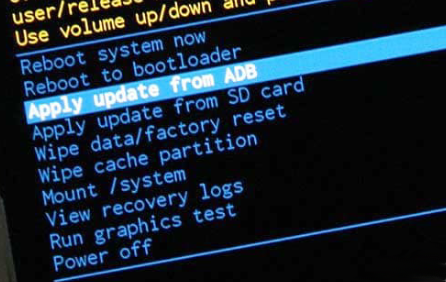 user/release
Use volume up/down and
Reboot system now
Reboot to bootloader
Apply update from ADB
Apply update from SD card
Wipe data/factory reset
Wipe cache partition
Mount /system
View recovery logs
Run graphics test
Power off